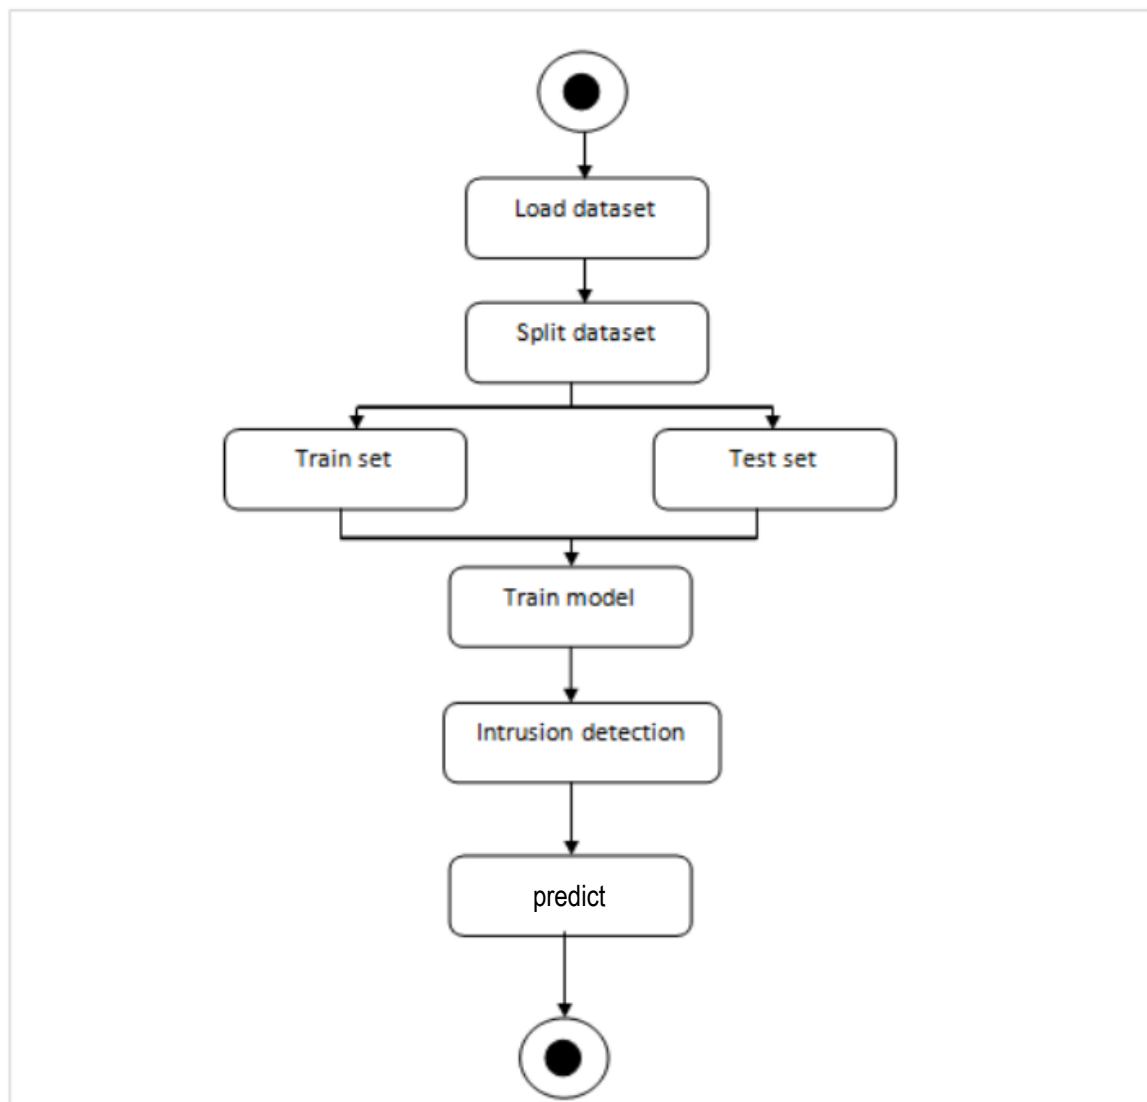 Load dataset
Split dataset
Train set
Test set
Train model
Intrusion detection
predict